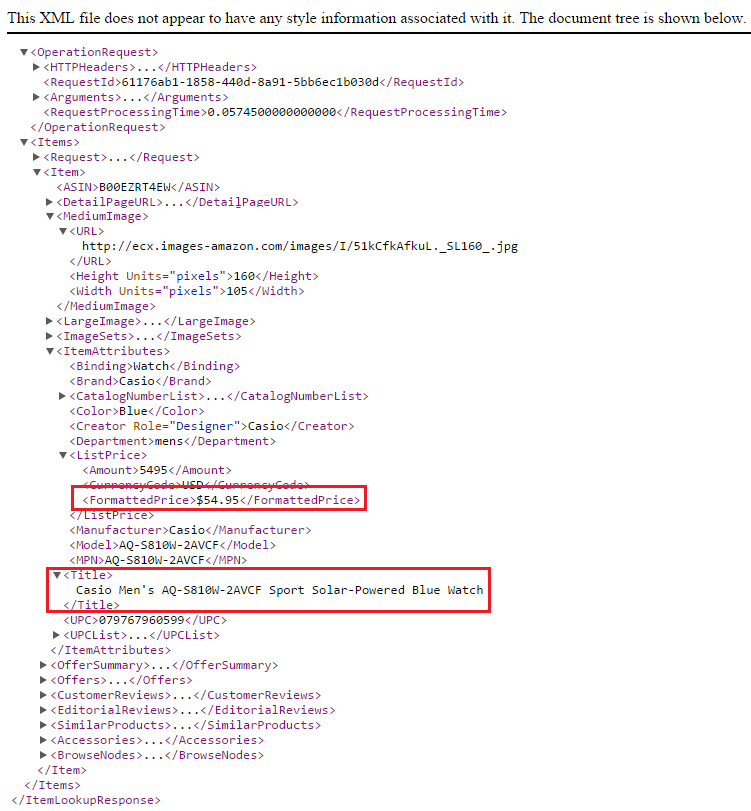 This XML file does not appear to have any style information associated with it. The document tree is shown below.
▼<OperationRequest>
▶<HTTPHeaders>...</HTTPHeaders>
<RequestId>61176ab1-1858-440d-8a91-5bb6ec1b030d</RequestId>
▶<Arguments>...</Arguments>
<RequestProcessingTime>0.0574500000000000</RequestProcessingTime>
</OperationRequest>
▼<Items>
▶<Request>...</Request>
▼<Item>
<ASIN>B00EZRT4EW</ASIN>
▶<DetailPageURL>...</DetailPageURL>
▼<MediumImage>
▼<URL>
http://ecx.images-amazon.com/images/I/51kCfkAfkuL._SL160_.jpg
</URL>
<Height Units="pixels">160</Height>
<Width Units="pixels">105</Width>
</MediumImage>
▶<LargeImage>...</LargeImage>
▶<ImageSets>...</ImageSets>
▼<ItemAttributes>
<Binding>Watch</Binding>
<Brand>Casio</Brand>
▶<CatalogNumberList>...</CatalogNumberList>
<Color>Blue</Color>
<Creator Role="Designer">Casio</Creator>
<Department>mens</Department>
▼<ListPrice>
<Amount>5495</Amount>
<CurrencyCode>USD</CurrencyCode>
<FormattedPrice>$54.95</FormattedPrice>
</ListPrice>
<Manufacturer>Casio</Manufacturer>
<Model>AQ-S810W-2AVCF</Model>
<MPN>AQ-S810W-2AVCF</MPN>
▼<Title>
Casio Men's AQ-S810W-2AVCF Sport Solar-Powered Blue Watch
</Title>
<UPC>079767960599</UPC>
▶<UPCList>...</UPCList>
</ItemAttributes>
▶<OfferSummary>...</OfferSummary>
▶<Offers>...</Offers>
▶<CustomerReviews>...</CustomerReviews>
▶<EditorialReviews>...</EditorialReviews>
▶<SimilarProducts>...</SimilarProducts>
▶<Accessories>...</Accessories>
▶<BrowseNodes>...</BrowseNodes>
</Item>
</Items>
</ItemLookupResponse>